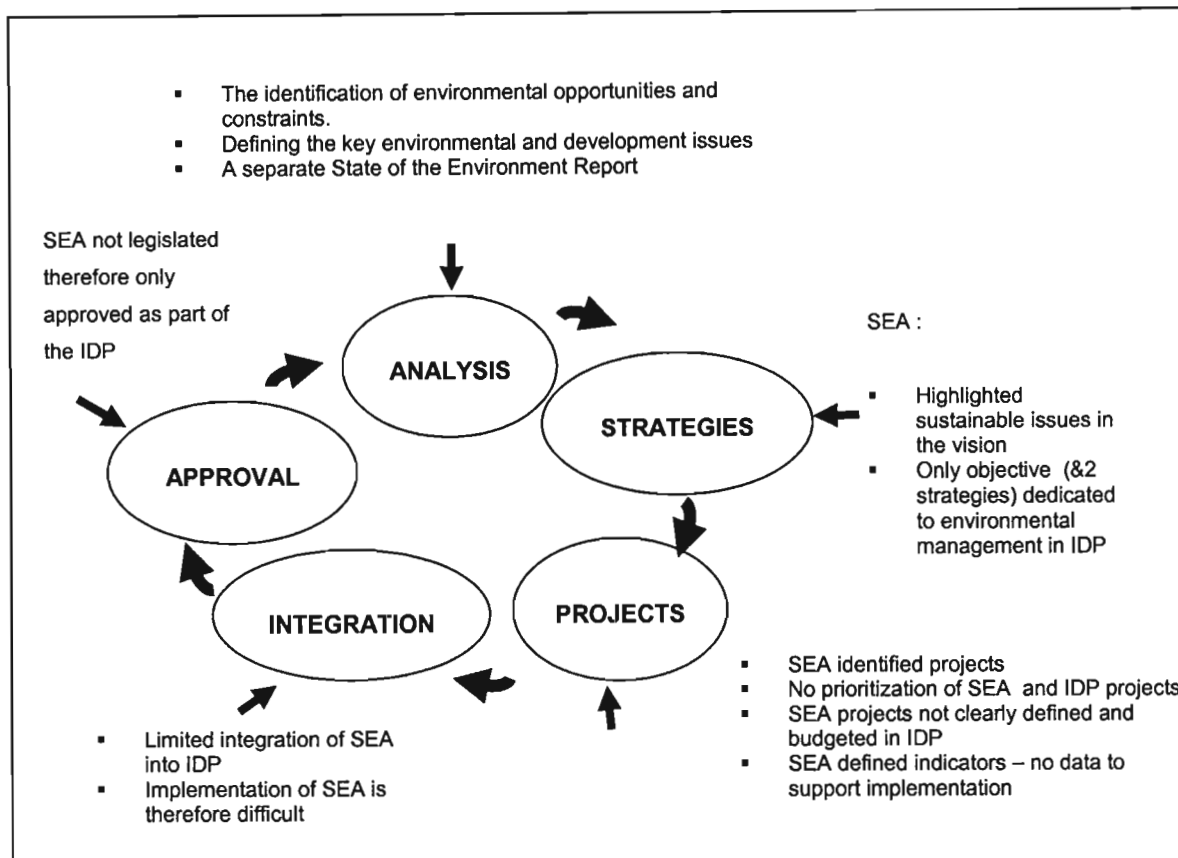 ▪ The identification of environmental opportunities and
constraints.
▪ Defining the key environmental and development issues
▪ A separate State of the Environment Report
SEA not legislated
therefore only
approved as part of
the IDP
ANALYSIS
SEA :
STRATEGIES
▪ Highlighted
sustainable issues in
the vision
▪ Only objective (&2
strategies) dedicated
to environmental
management in IDP
APPROVAL
INTEGRATION
PROJECTS
▪ SEA identified projects
▪ No prioritization of SEA and IDP projects
▪ SEA projects not clearly defined and
budgeted in IDP
▪ SEA defined indicators – no data to
support implementation
▪ Limited integration of SEA
into IDP
▪ Implementation of SEA is
therefore difficult